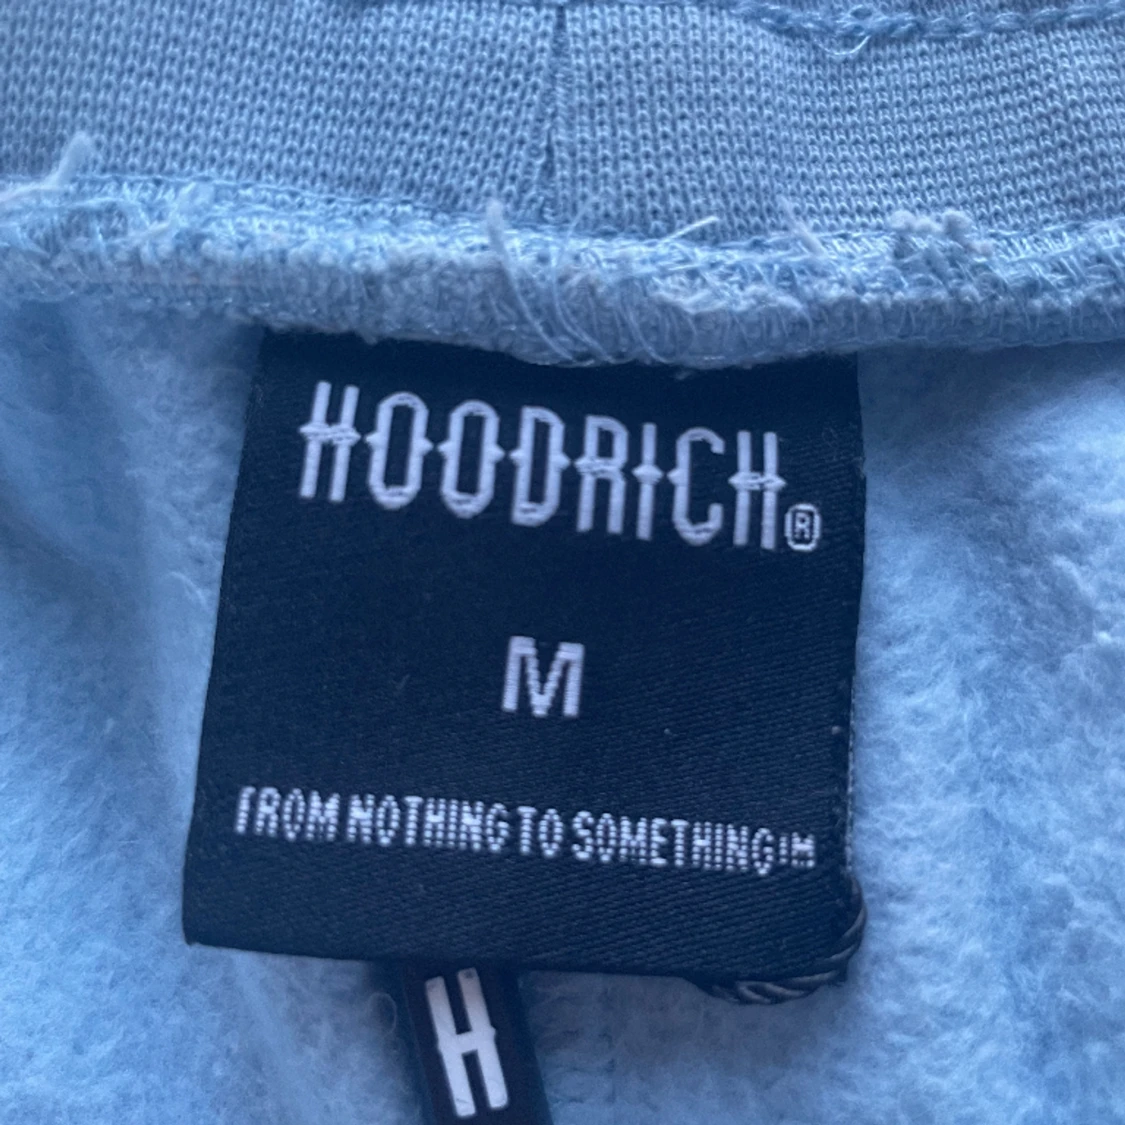 HOODRICH®
M
FROM NOTHING TO SOMETHING™
H